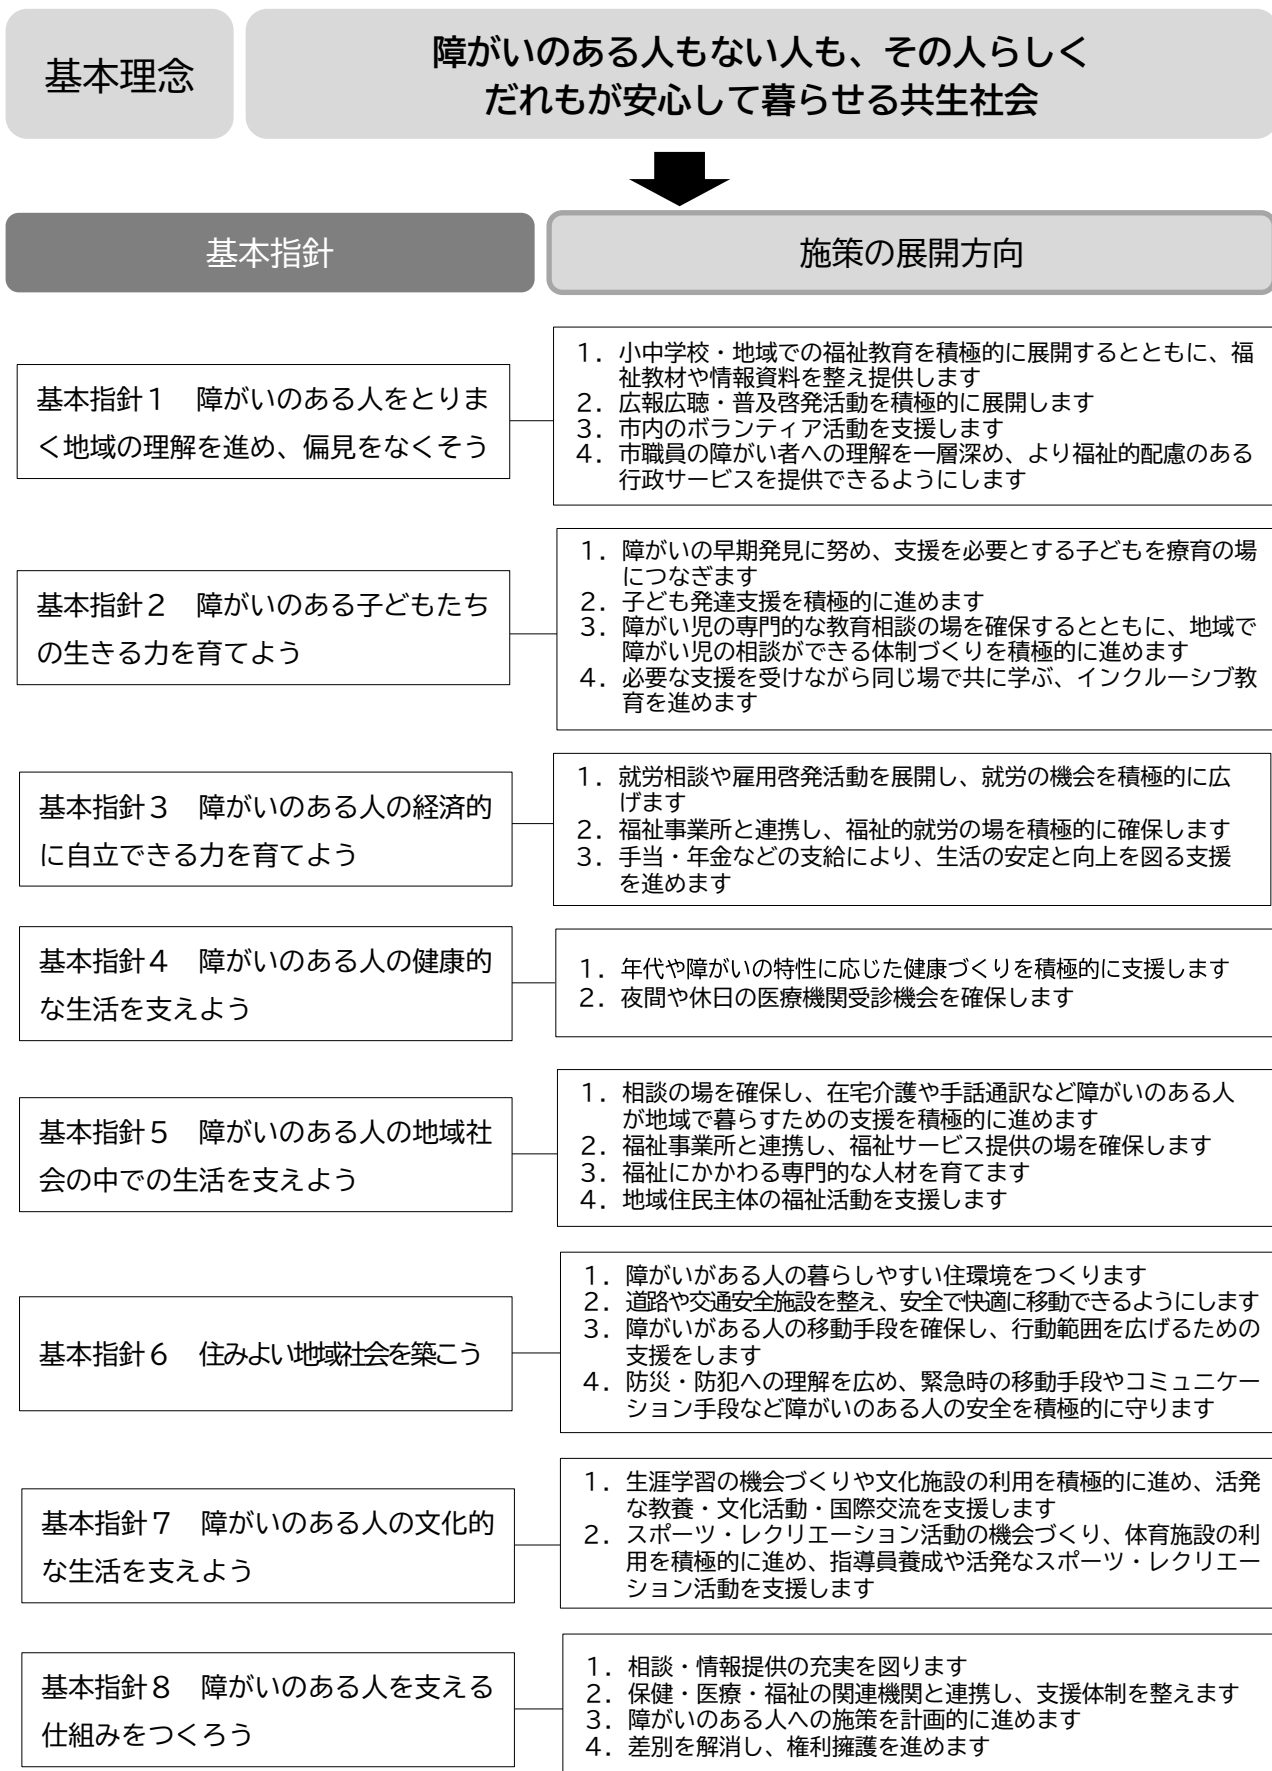 基本理念
障がいのある人もない人も、その人らしく
だれもが安心して暮らせる共生社会
基本指針
施策の展開方向
基本指針１　障がいのある人をとりま
く地域の理解を進め、偏見をなくそう
１．小中学校・地域での福祉教育を積極的に展開するとともに、福
祉教材や情報資料を整え提供します
２．広報広聴・普及啓発活動を積極的に展開します
３．市内のボランティア活動を支援します
４．市職員の障がい者への理解を一層深め、より福祉的配慮のある
行政サービスを提供できるようにします
基本指針２　障がいのある子どもたち
の生きる力を育てよう
１．障がいの早期発見に努め、支援を必要とする子どもを療育の場
につなぎます
２．子ども発達支援を積極的に進めます
３．障がい児の専門的な教育相談の場を確保するとともに、地域で
障がい児の相談ができる体制づくりを積極的に進めます
４．必要な支援を受けながら同じ場で共に学ぶ、インクルーシブ教
育を進めます
基本指針３　障がいのある人の経済的
に自立できる力を育てよう
１．就労相談や雇用啓発活動を展開し、就労の機会を積極的に広
げます
２．福祉事業所と連携し、福祉的就労の場を積極的に確保します
３．手当・年金などの支給により、生活の安定と向上を図る支援
を進めます
基本指針４　障がいのある人の健康的
な生活を支えよう
１．年代や障がいの特性に応じた健康づくりを積極的に支援します
２．夜間や休日の医療機関受診機会を確保します
基本指針５　障がいのある人の地域社
会の中での生活を支えよう
１．相談の場を確保し、在宅介護や手話通訳など障がいのある人
が地域で暮らすための支援を積極的に進めます
２．福祉事業所と連携し、福祉サービス提供の場を確保します
３．福祉にかかわる専門的な人材を育てます
４．地域住民主体の福祉活動を支援します
基本指針６　住みよい地域社会を築こう
１．障がいがある人の暮らしやすい住環境をつくります
２．道路や交通安全施設を整え、安全で快適に移動できるようにします
３．障がいがある人の移動手段を確保し、行動範囲を広げるための
支援をします
４．防災・防犯への理解を広め、緊急時の移動手段やコミュニケー
ション手段など障がいのある人の安全を積極的に守ります
基本指針７　障がいのある人の文化的
な生活を支えよう
１．生涯学習の機会づくりや文化施設の利用を積極的に進め、活発
な教養・文化活動・国際交流を支援します
２．スポーツ・レクリエーション活動の機会づくり、体育施設の利
用を積極的に進め、指導員養成や活発なスポーツ・レクリエー
ション活動を支援します
基本指針８　障がいのある人を支える
仕組みをつくろう
１．相談・情報提供の充実を図ります
２．保健・医療・福祉の関連機関と連携し、支援体制を整えます
３．障がいのある人への施策を計画的に進めます
４．差別を解消し、権利擁護を進めます